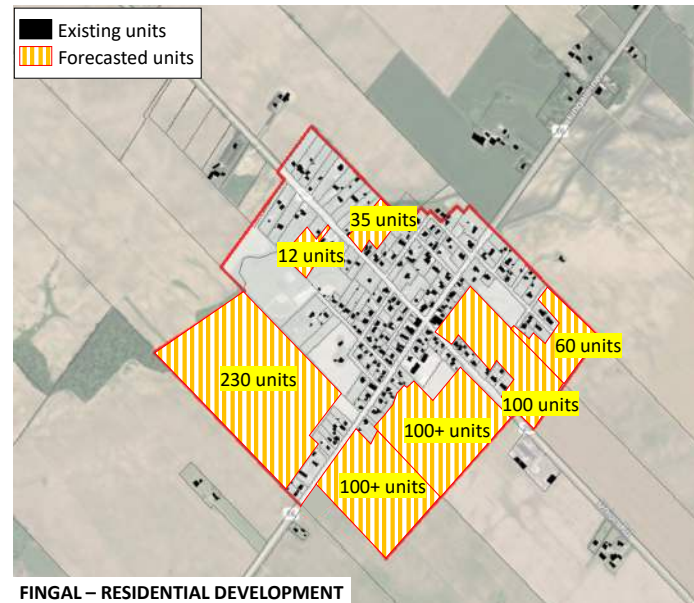 Existing units
Forecasted units
35 units
12 units
60 units
230 units
100 units
100+ units
100+ units
FINGAL – RESIDENTIAL DEVELOPMENT